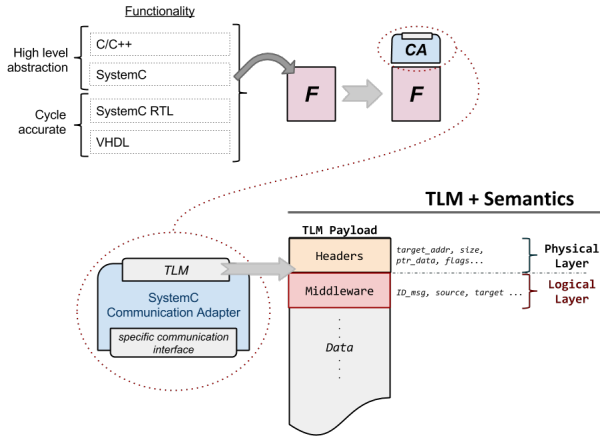 Functionality
High level
abstraction
C/C++
SystemC
Cycle
accurate
SystemC RTL
VHDL
F
CA
F
TLM + Semantics
TLM Payload
Headers
target_addr, size,
ptr_data, flags...
Physical
Layer
Middleware
ID_msg, source, target ...
Logical
Layer
Data
TLM
SystemC
Communication Adapter
specific communication
interface